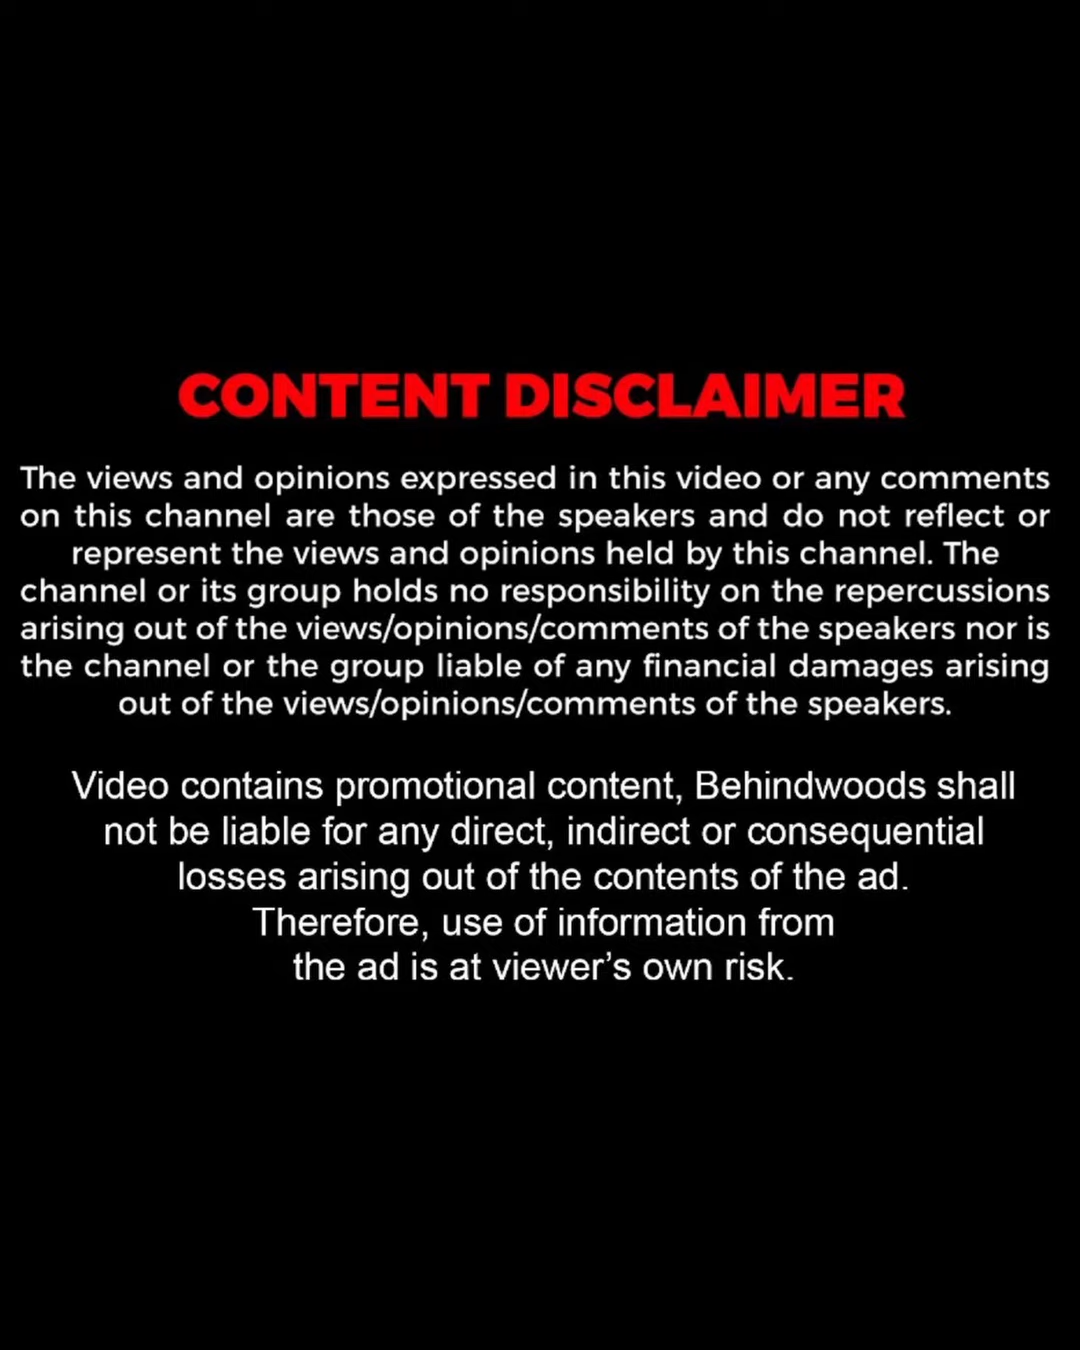 CONTENT DISCLAIMER
The views and opinions expressed in this video or any comments
on this channel are those of the speakers and do not reflect or
represent the views and opinions held by this channel. The
channel or its group holds no responsibility on the repercussions
arising out of the views/opinions/comments of the speakers nor is
the channel or the group liable of any financial damages arising
out of the views/opinions/comments of the speakers.
Video contains promotional content, Behindwoods shall
not be liable for any direct, indirect or consequential
losses arising out of the contents of the ad.
Therefore, use of information from
the ad is at viewer’s own risk.